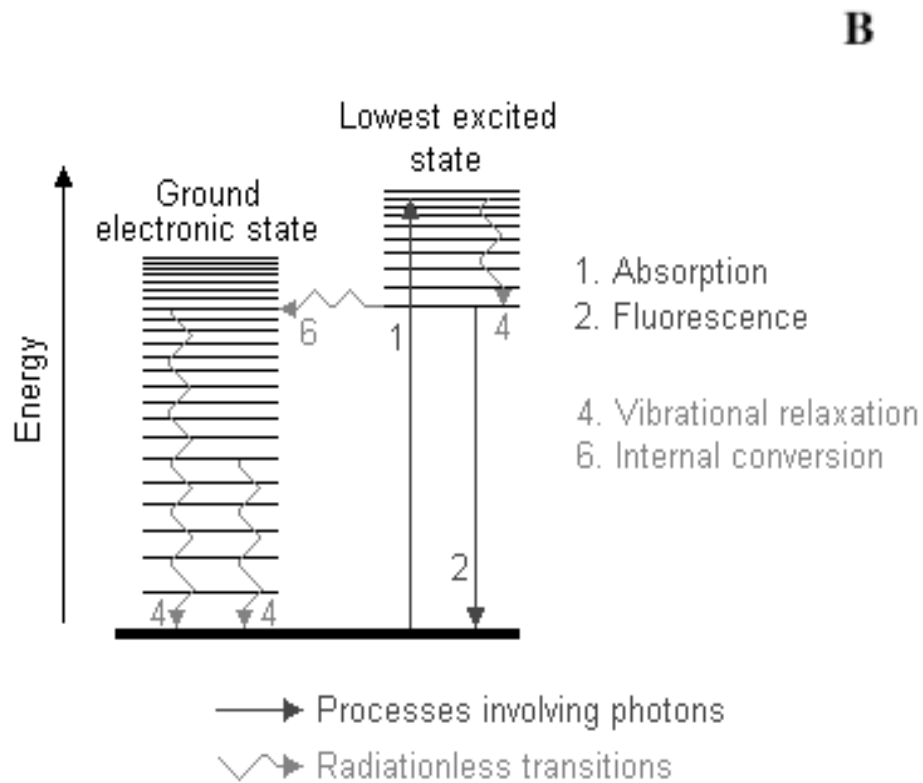 B
Lowest excited
state
Ground
electronic state
Energy
1. Absorption
2. Fluorescence
4. Vibrational relaxation
6. Internal conversion
6
1
4
2
4
4
Processes involving photons
Radiationless transitions